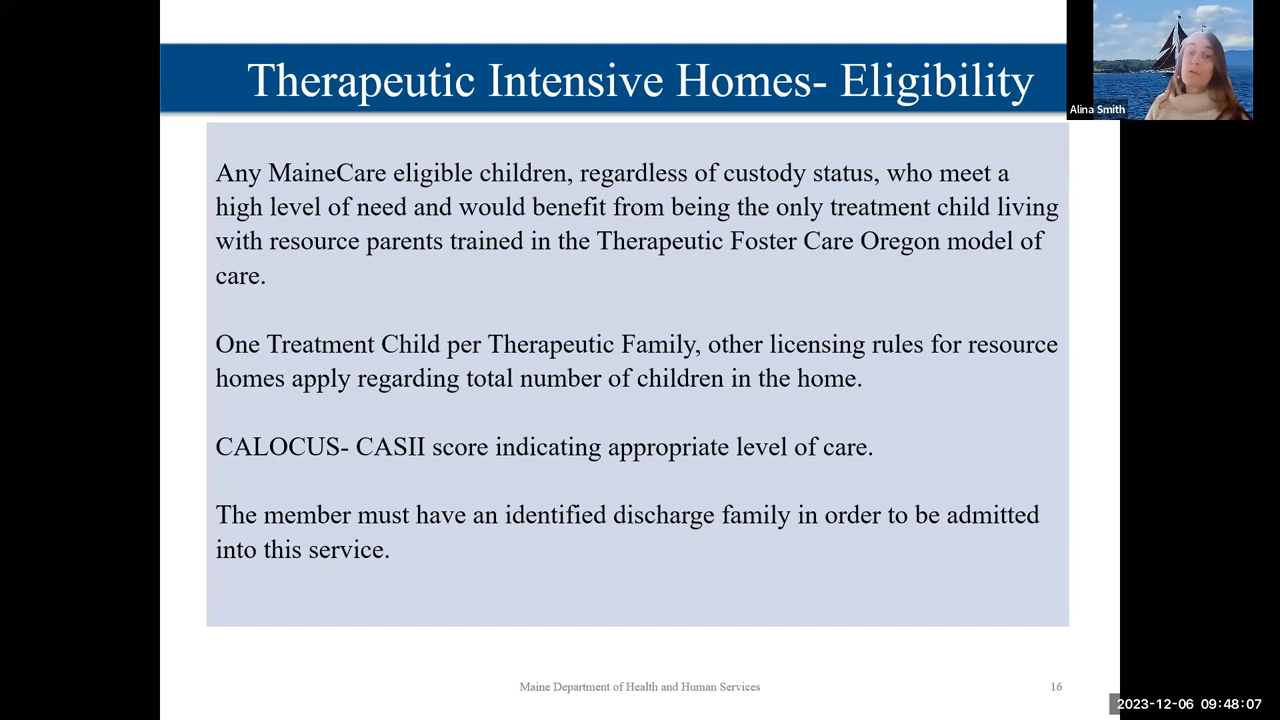 Therapeutic Intensive Homes- Eligibility
Alina Smith
Any MaineCare eligible children, regardless of custody status, who meet a
high level of need and would benefit from being the only treatment child living
with resource parents trained in the Therapeutic Foster Care Oregon model of
care.
One Treatment Child per Therapeutic Family, other licensing rules for resource
homes apply regarding total number of children in the home.
CALOCUS- CASII score indicating appropriate level of care.
The member must have an identified discharge family in order to be admitted
into this service.
Maine Department of Health and Human Services
16
2023-12-06 09:48:07